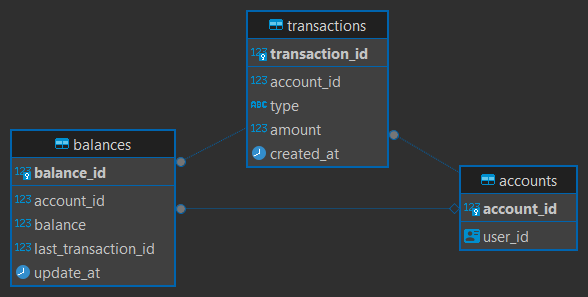 transactions
123 transaction_id
123 account_id
ABC type
123 amount
created_at
balances
123 balance_id
123 account_id
123 balance
123 last_transaction_id
update_at
accounts
123 account_id
user_id